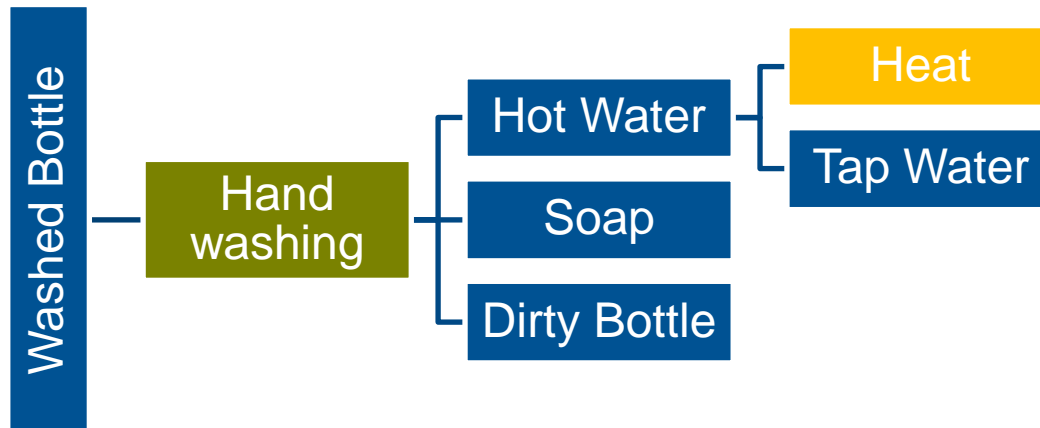 Washed Bottle
Hand
washing
Hot Water
Soap
Dirty Bottle
Heat
Tap Water